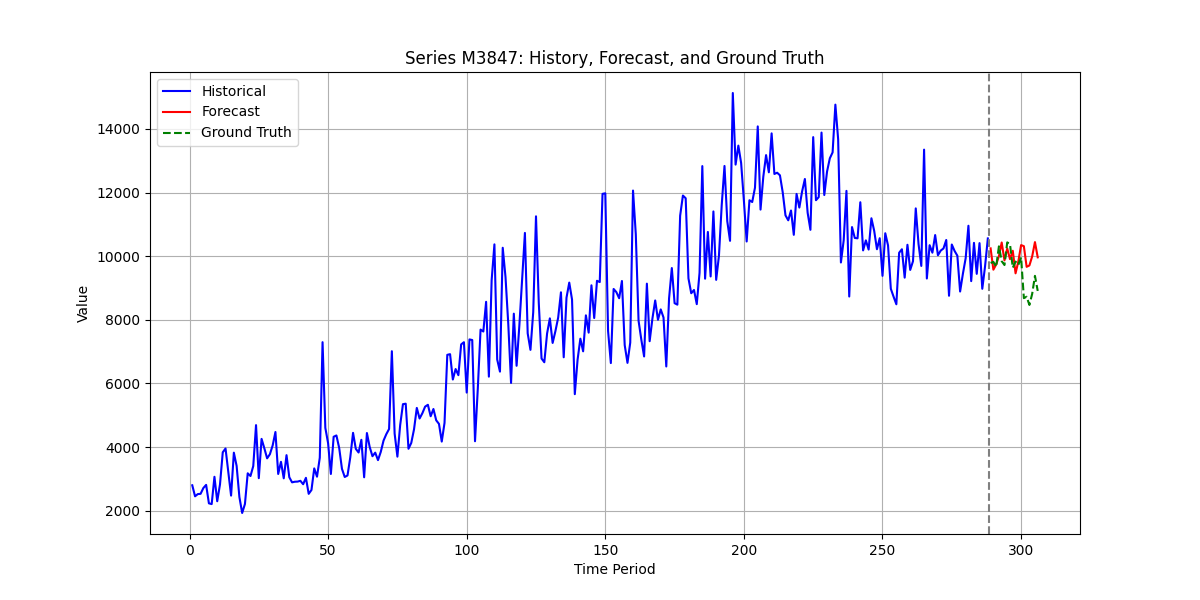 Series M3847: History, Forecast, and Ground Truth
Historical
Forecast
Ground Truth
14000
12000
10000
8000
6000
4000
2000
Value
0 50 100 150 200 250 300
Time Period